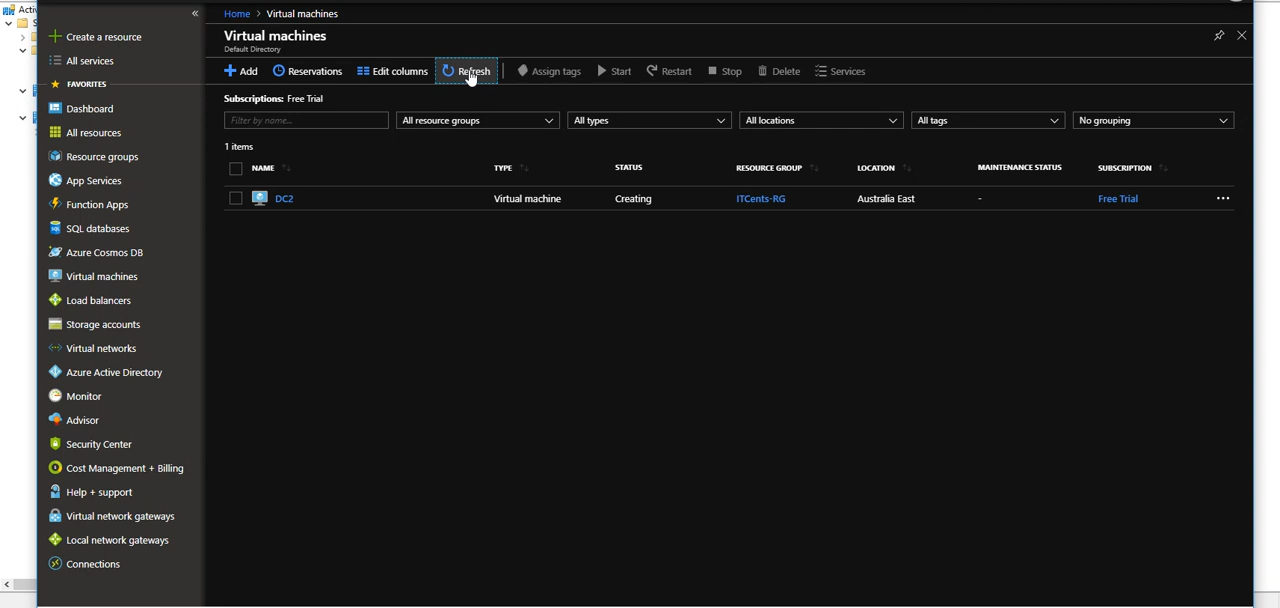 Activ
S
Create a resource
All services
FAVORITES
Dashboard
All resources
Resource groups
App Services
Function Apps
SQL databases
Azure Cosmos DB
Virtual machines
Load balancers
Storage accounts
Virtual networks
Azure Active Directory
Monitor
Advisor
Security Center
Cost Management + Billing
Help + support
Virtual network gateways
Local network gateways
Connections
Home > Virtual machines
Virtual machines
Default Directory
Add Reservations Edit columns Refresh Assign tags Start Restart Stop Delete Services
Subscriptions: Free Trial
Filter by name... All resource groups All types All locations All tags No grouping
1 items
NAME TYPE STATUS RESOURCE GROUP LOCATION MAINTENANCE STATUS SUBSCRIPTION
DC2 Virtual machine Creating ITCents-RG Australia East - Free Trial ...